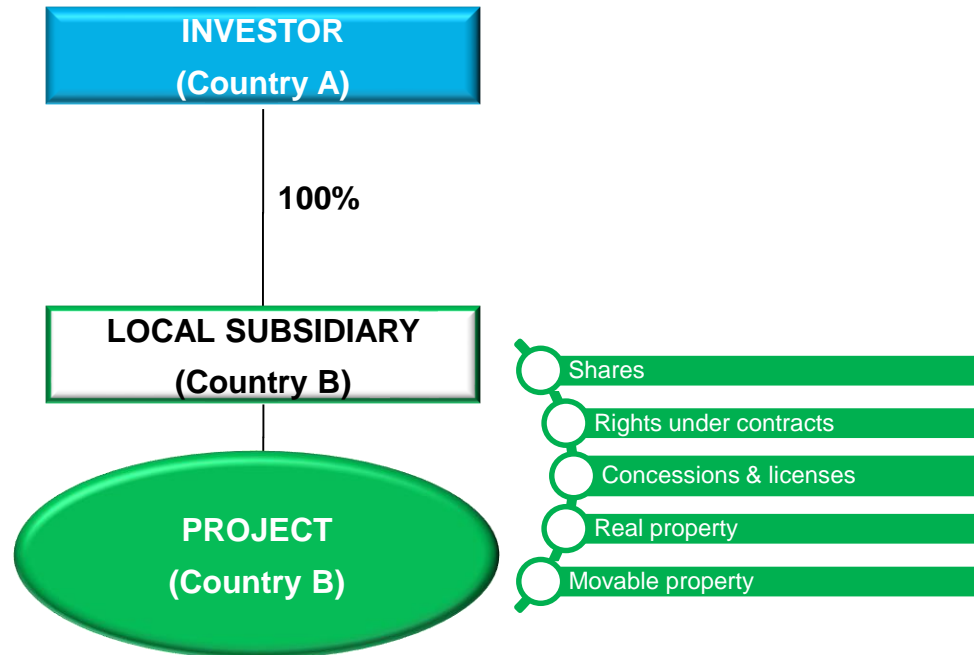 INVESTOR
(Country A)
100%
LOCAL SUBSIDIARY
(Country B)
PROJECT
(Country B)
Shares
Rights under contracts
Concessions & licenses
Real property
Movable property